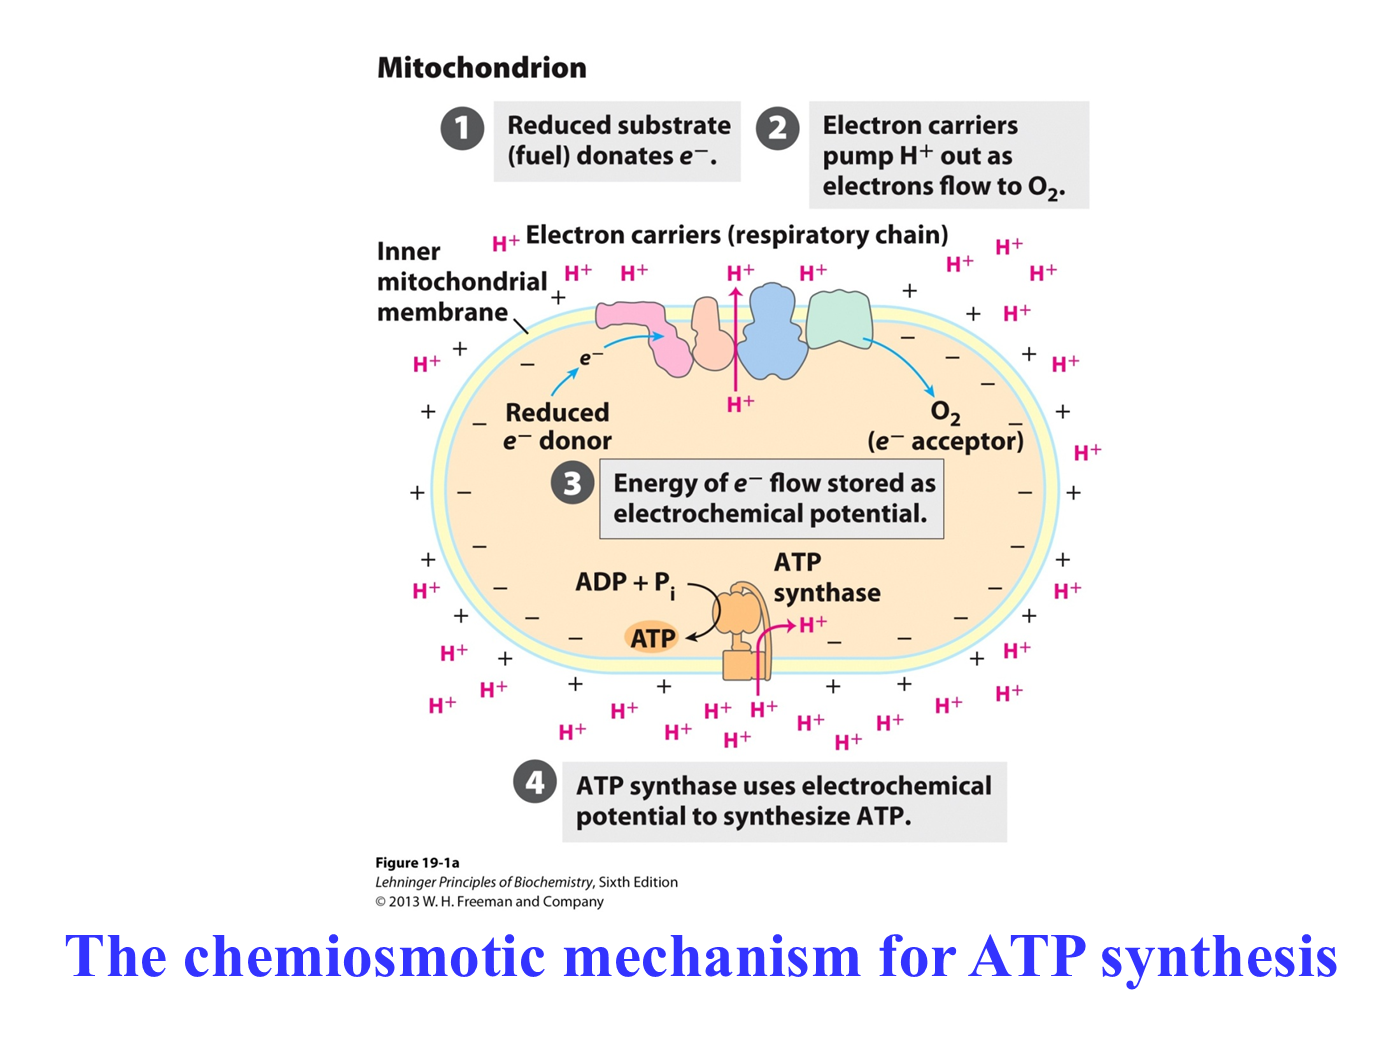 Mitochondrion
1
Reduced substrate
(fuel) donates e−.
2
Electron carriers
pump H+ out as
electrons flow to O2.
Electron carriers (respiratory chain)
Inner
mitochondrial
membrane
H+
H+ H+ H+ H+ H+ H+ H+
+ + + H+
H+ + − − − + H+
e−
Reduced
e− donor
H+
O2
(e− acceptor)
+ − − − +
H+
3
Energy of e− flow stored as
electrochemical potential.
+ − − +
+ − − +
ADP + Pi
ATP
synthase
H+ − − H+
ATP
H+
+ − − − − − +
H+ + + H+
H+ H+ + + + + H+ H+
H+ H+ H+ H+ H+
H+ H+ H+ H+
4
ATP synthase uses electrochemical
potential to synthesize ATP.
Figure 19-1a
Lehninger Principles of Biochemistry, Sixth Edition
© 2013 W. H. Freeman and Company
The chemiosmotic mechanism for ATP synthesis